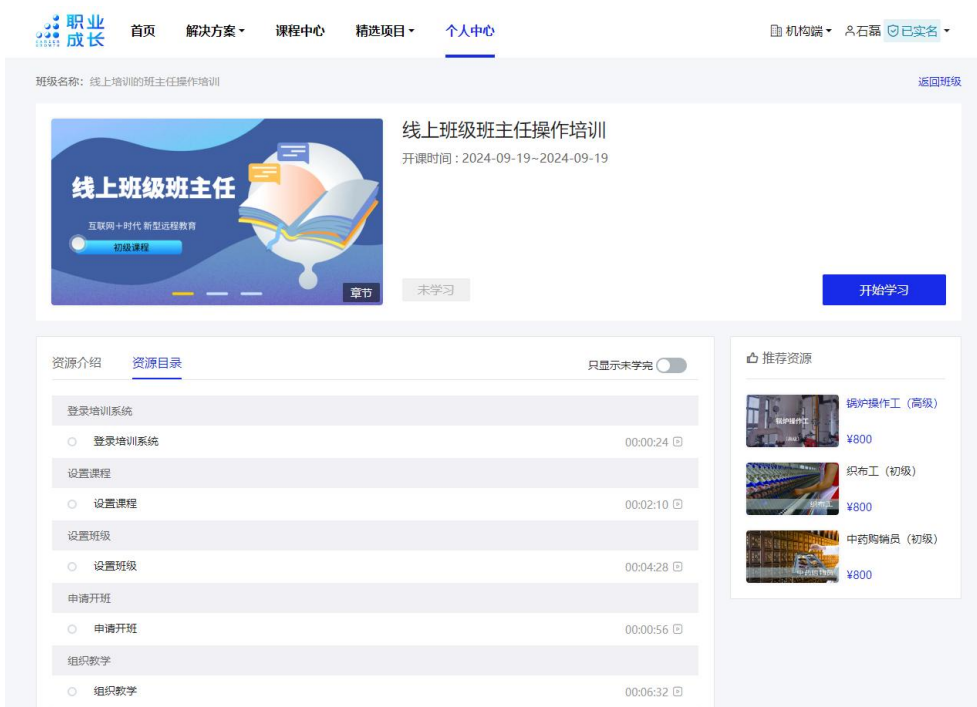 职业成长
首页 解决方案 课程中心 精选项目 个人中心 机构端 石磊 已实名
班级名称：线上培训的班主任操作培训 返回班级
线上班级班主任
互联网+时代 新型远程教育
初级课程
章节
线上班级班主任操作培训
开课时间：2024-09-19~2024-09-19
未学习 开始学习
资源介绍 资源目录 只显示未学完
登录培训系统
登录培训系统 00:00:24
设置课程
设置课程 00:02:10
设置班级
设置班级 00:04:28
申请开班
申请开班 00:00:56
组织教学
组织教学 00:06:32
推荐资源
锅炉操作工
锅炉操作工（高级）
¥800
织布工（初级）
¥800
中药购销员（初级）
¥800